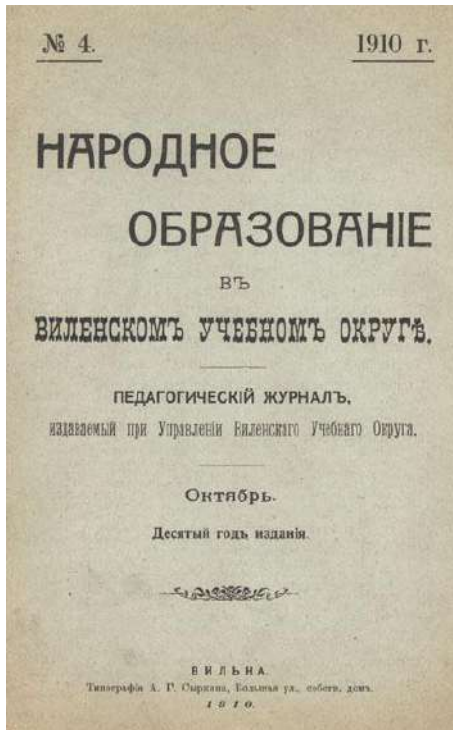 № 4.
1910 г.
НАРОДНОЕ
ОБРАЗОВАНІЕ
ВЪ
ВИЛЕНСКОМЪ УЧЕБНОМЪ ОКРУГѢ.
ПЕДАГОГИЧЕСКІЙ ЖУРНАЛЪ,
издаваемый при Управленіи Виленскаго Учебнаго Округа.
Октябрь.
Десятый годъ изданія.
ВИЛЬНА.
Типографія А. Г. Сыркина, Большая ул., собств. домъ.
1910.